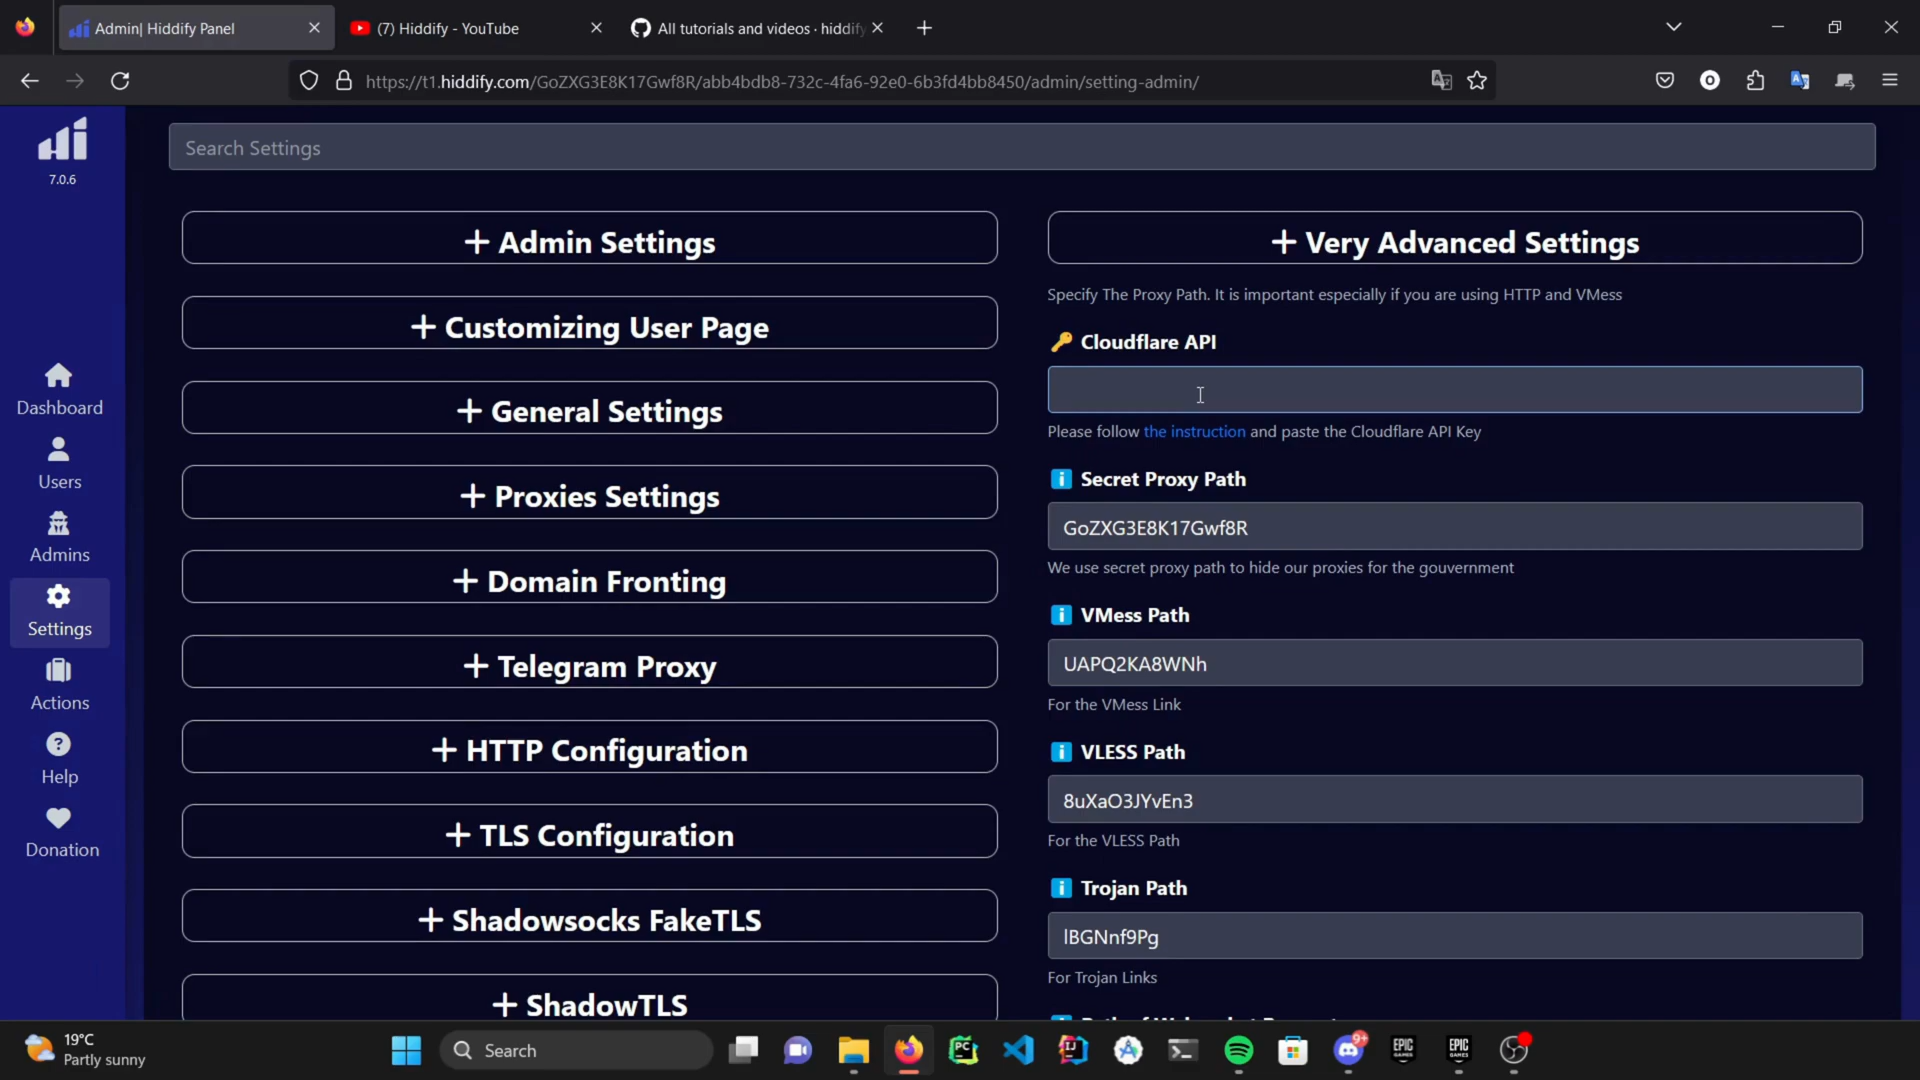 Admin| Hiddify Panel
(7) Hiddify - YouTube
All tutorials and videos · hiddify
https://t1.hiddify.com/GoZXG3E8K17Gwf8R/abb4bdb8-732c-4fa6-92e0-6b3fd4bb8450/admin/setting-admin/
7.0.6
Dashboard
Users
Admins
Settings
Actions
Help
Donation
Search Settings
+ Admin Settings
+ Customizing User Page
+ General Settings
+ Proxies Settings
+ Domain Fronting
+ Telegram Proxy
+ HTTP Configuration
+ TLS Configuration
+ Shadowsocks FakeTLS
+ ShadowTLS
+ Very Advanced Settings
Specify The Proxy Path. It is important especially if you are using HTTP and VMess
Cloudflare API
Please follow the instruction and paste the Cloudflare API Key
Secret Proxy Path
GoZXG3E8K17Gwf8R
We use secret proxy path to hide our proxies for the gouvernment
VMess Path
UAPQ2KA8WNh
For the VMess Link
VLESS Path
8uXaO3JYvEn3
For the VLESS Path
Trojan Path
lBGNnf9Pg
For Trojan Links
19°C
Partly sunny
Search
9+